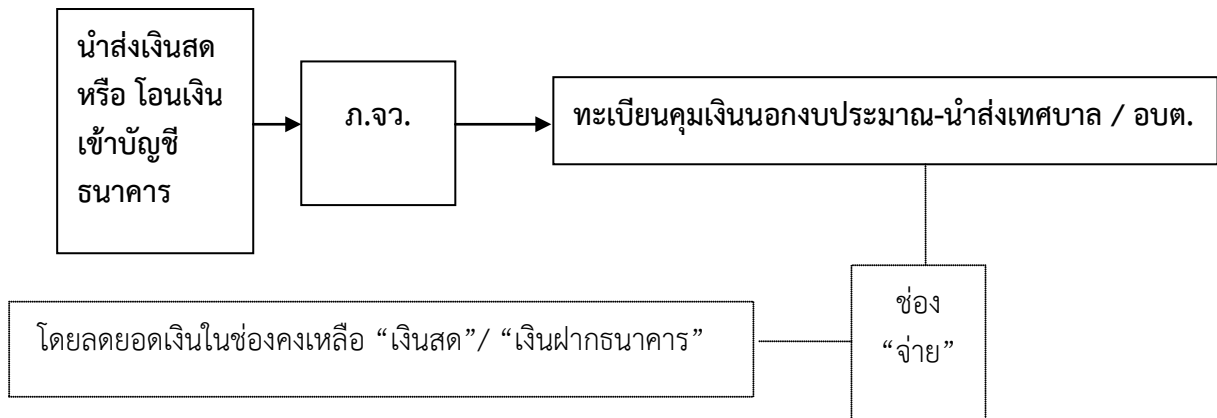 นำส่งเงินสด
หรือ โอนเงิน
เข้าบัญชี
ธนาคาร
ภ.จว.
ทะเบียนคุมเงินนอกงบประมาณ-นำส่งเทศบาล / อบต.
ช่อง
“จ่าย”
โดยลดยอดเงินในช่องคงเหลือ “เงินสด”/ “เงินฝากธนาคาร”